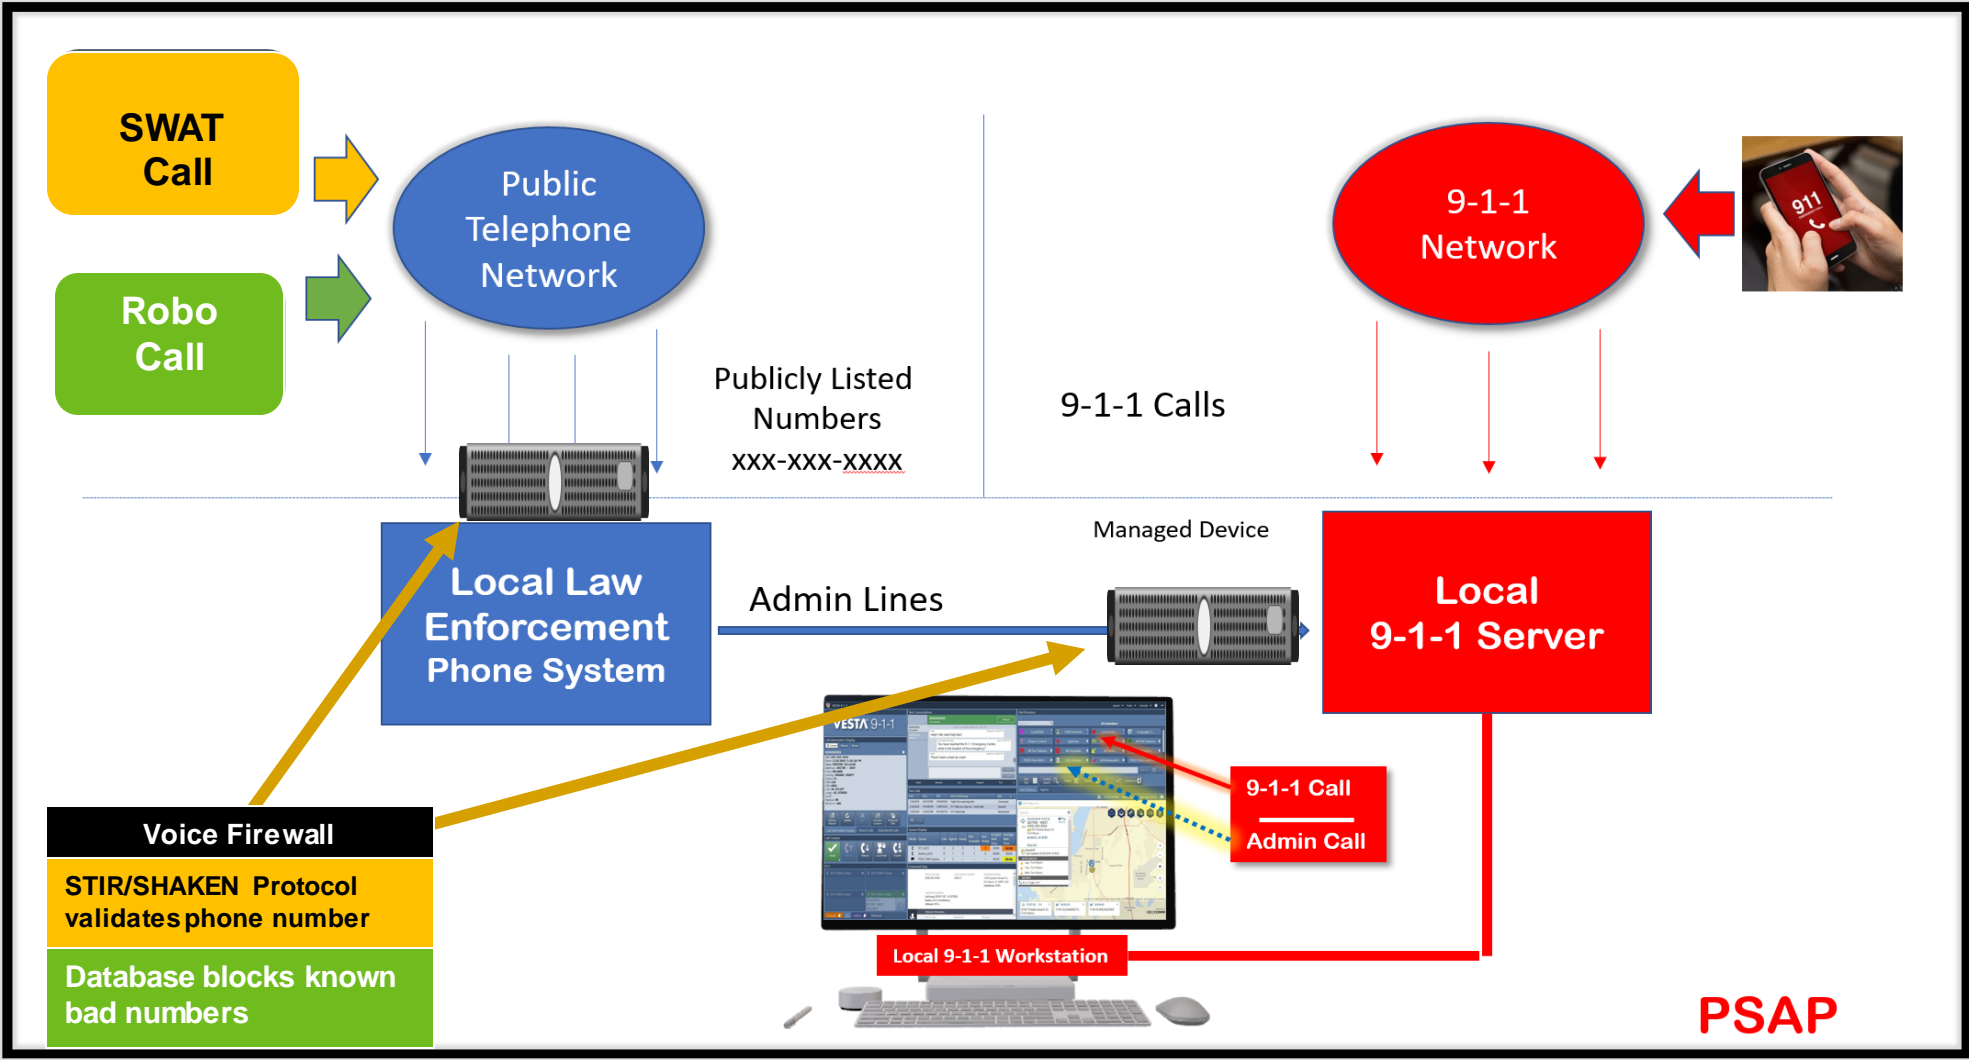 SWAT
Call
Robo
Call
Public
Telephone
Network
Publicly Listed
Numbers
xxx-xxx-xxxx
9-1-1 Calls
9-1-1
Network
911
Managed Device
Local Law
Enforcement
Phone System
Admin Lines
Local
9-1-1 Server
VESTA 9-1-1
9-1-1 Call
Admin Call
Local 9-1-1 Workstation
Voice Firewall
STIR/SHAKEN Protocol
validates phone number
Database blocks known
bad numbers
PSAP